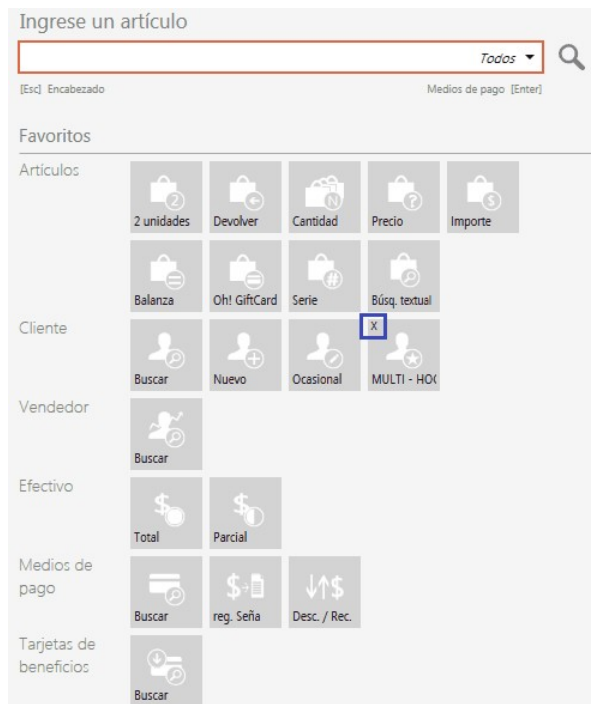 Ingrese un artículo
Todos
[Esc] Encabezado
Medios de pago [Enter]
Favoritos
Artículos
2
N
?
$
2 unidades
Devolver
Cantidad
Precio
Importe
#
Balanza
Oh! GiftCard
Serie
Búsq. textual
Cliente
X
Buscar
Nuevo
Ocasional
MULTI - HOG
Vendedor
Buscar
Efectivo
$
$
Total
Parcial
Medios de
pago
$
$
Buscar
reg. Seña
Desc. / Rec.
Tarjetas de
beneficios
Buscar